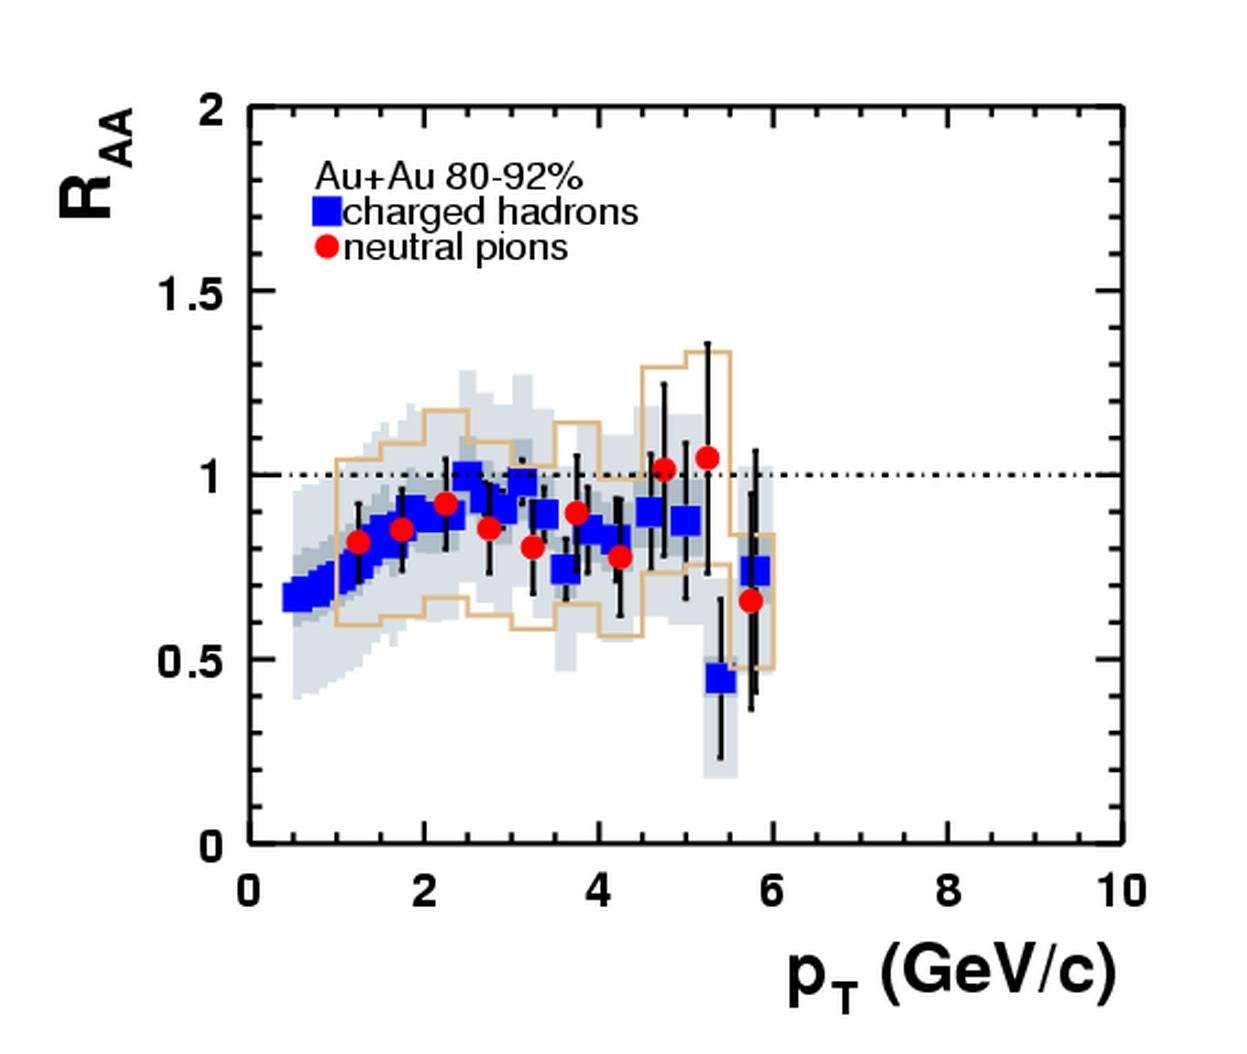 R_AA
2
Au+Au 80-92%
charged hadrons
neutral pions
1.5
1
0.5
0
0 2 4 6 8 10
p_T (GeV/c)